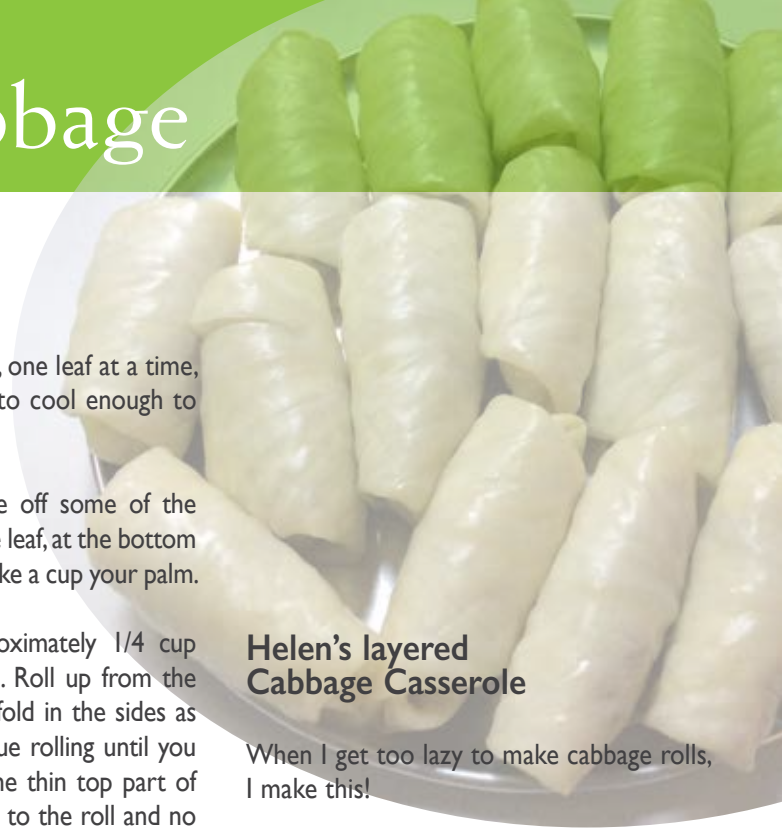 bbage
, one leaf at a time,
to cool enough to
e off some of the
leaf, at the bottom
ke a cup your palm.
oximately 1/4 cup
. Roll up from the
fold in the sides as
ue rolling until you
ne thin top part of
to the roll and no
Helen’s layered
Cabbage Casserole
When I get too lazy to make cabbage rolls,
I make this!